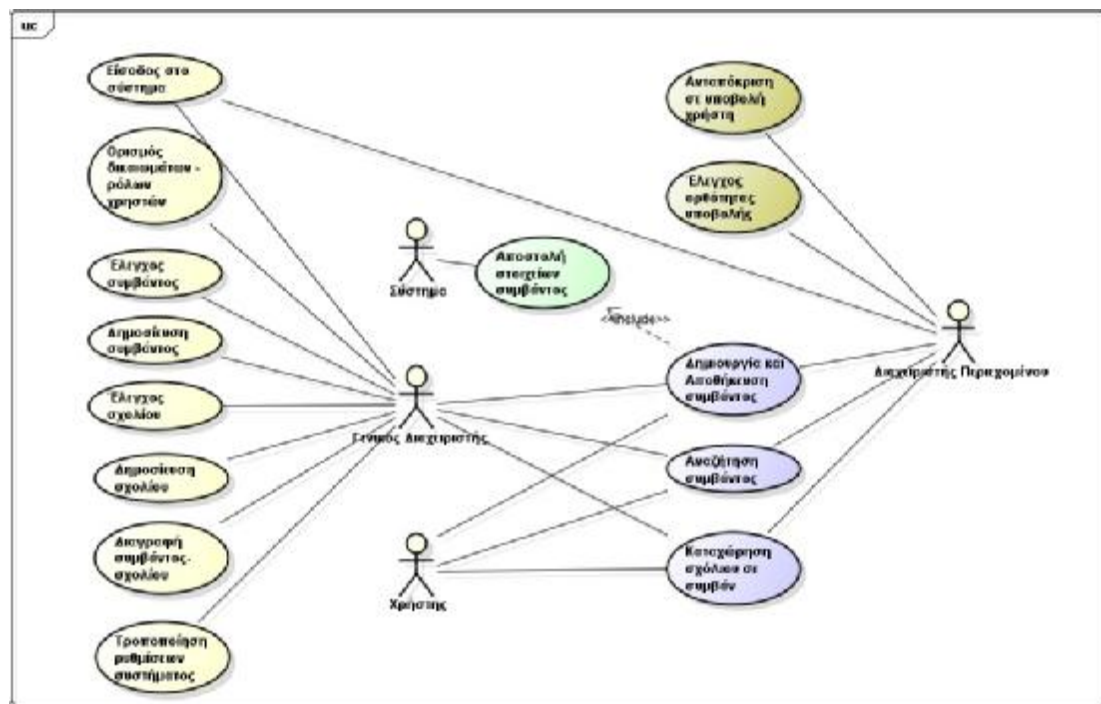 uc
Είσοδος στο
σύστημα
Ορισμός
δικαιωμάτων -
ρόλων
χρηστών
Έλεγχος
συμβάντος
Δημοσίευση
συμβάντος
Έλεγχος
σχολίου
Δημοσίευση
σχολίου
Διαγραφή
συμβάντος-
σχολίου
Τροποποίηση
ρυθμίσεων
συστήματος
Σύστημα
Αποστολή
στοιχείων
συμβάντος
<<include>>
Γενικός Διαχειριστής
Χρήστης
Ανταπόκριση
σε υποβολή
χρήστη
Έλεγχος
ορθότητας
υποβολής
Δημιουργία και
Αποθήκευση
συμβάντος
Αναζήτηση
συμβάντος
Καταχώρηση
σχόλιου σε
συμβάν
Διαχειριστής Περιεχομένου